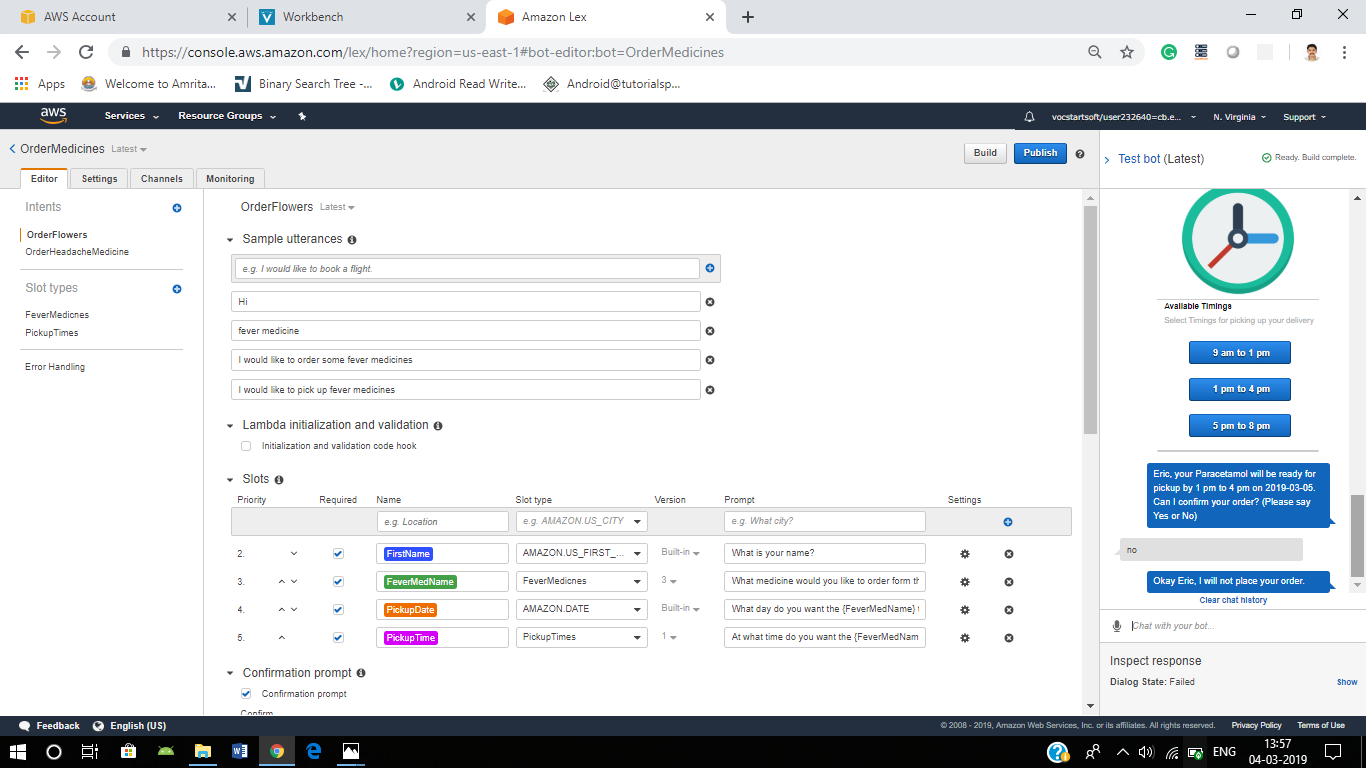 AWS Account
Workbench
Amazon Lex
https://console.aws.amazon.com/lex/home?region=us-east-1#bot-editor:bot=OrderMedicines
Apps
Welcome to Amrita...
Binary Search Tree -...
Android Read Write...
Android@tutorialsp...
aws
Services
Resource Groups
vocstartsoft/user232640=cb.e...
N. Virginia
Support
OrderMedicines Latest
Build
Publish
Editor
Settings
Channels
Monitoring
Intents
OrderFlowers
OrderHeadacheMedicine
Slot types
FeverMedicnes
PickupTimes
Error Handling
OrderFlowers Latest
Sample utterances
e.g. I would like to book a flight.
Hi
fever medicine
I would like to order some fever medicines
I would like to pick up fever medicines
Lambda initialization and validation
Initialization and validation code hook
Slots
Priority Required Name Slot type Version Prompt Settings
e.g. Location e.g. AMAZON.US_CITY e.g. What city?
2. FirstName AMAZON.US_FIRST_... Built-in What is your name?
3. FeverMedName FeverMedicnes 3 What medicine would you like to order form th
4. PickupDate AMAZON.DATE Built-in What day do you want the {FeverMedName} t
5. PickupTime PickupTimes 1 At what time do you want the {FeverMedNam
Confirmation prompt
Confirmation prompt
Confirm
Test bot (Latest)
Ready. Build complete.
Available Timings
Select Timings for picking up your delivery
9 am to 1 pm
1 pm to 4 pm
5 pm to 8 pm
Eric, your Paracetamol will be ready for
pickup by 1 pm to 4 pm on 2019-03-05.
Can I confirm your order? (Please say
Yes or No)
no
Okay Eric, I will not place your order.
Clear chat history
Chat with your bot...
Inspect response
Dialog State: Failed
Show
Feedback
English (US)
© 2008 - 2019, Amazon Web Services, Inc. or its affiliates. All rights reserved.
Privacy Policy
Terms of Use
ENG
13:57
04-03-2019